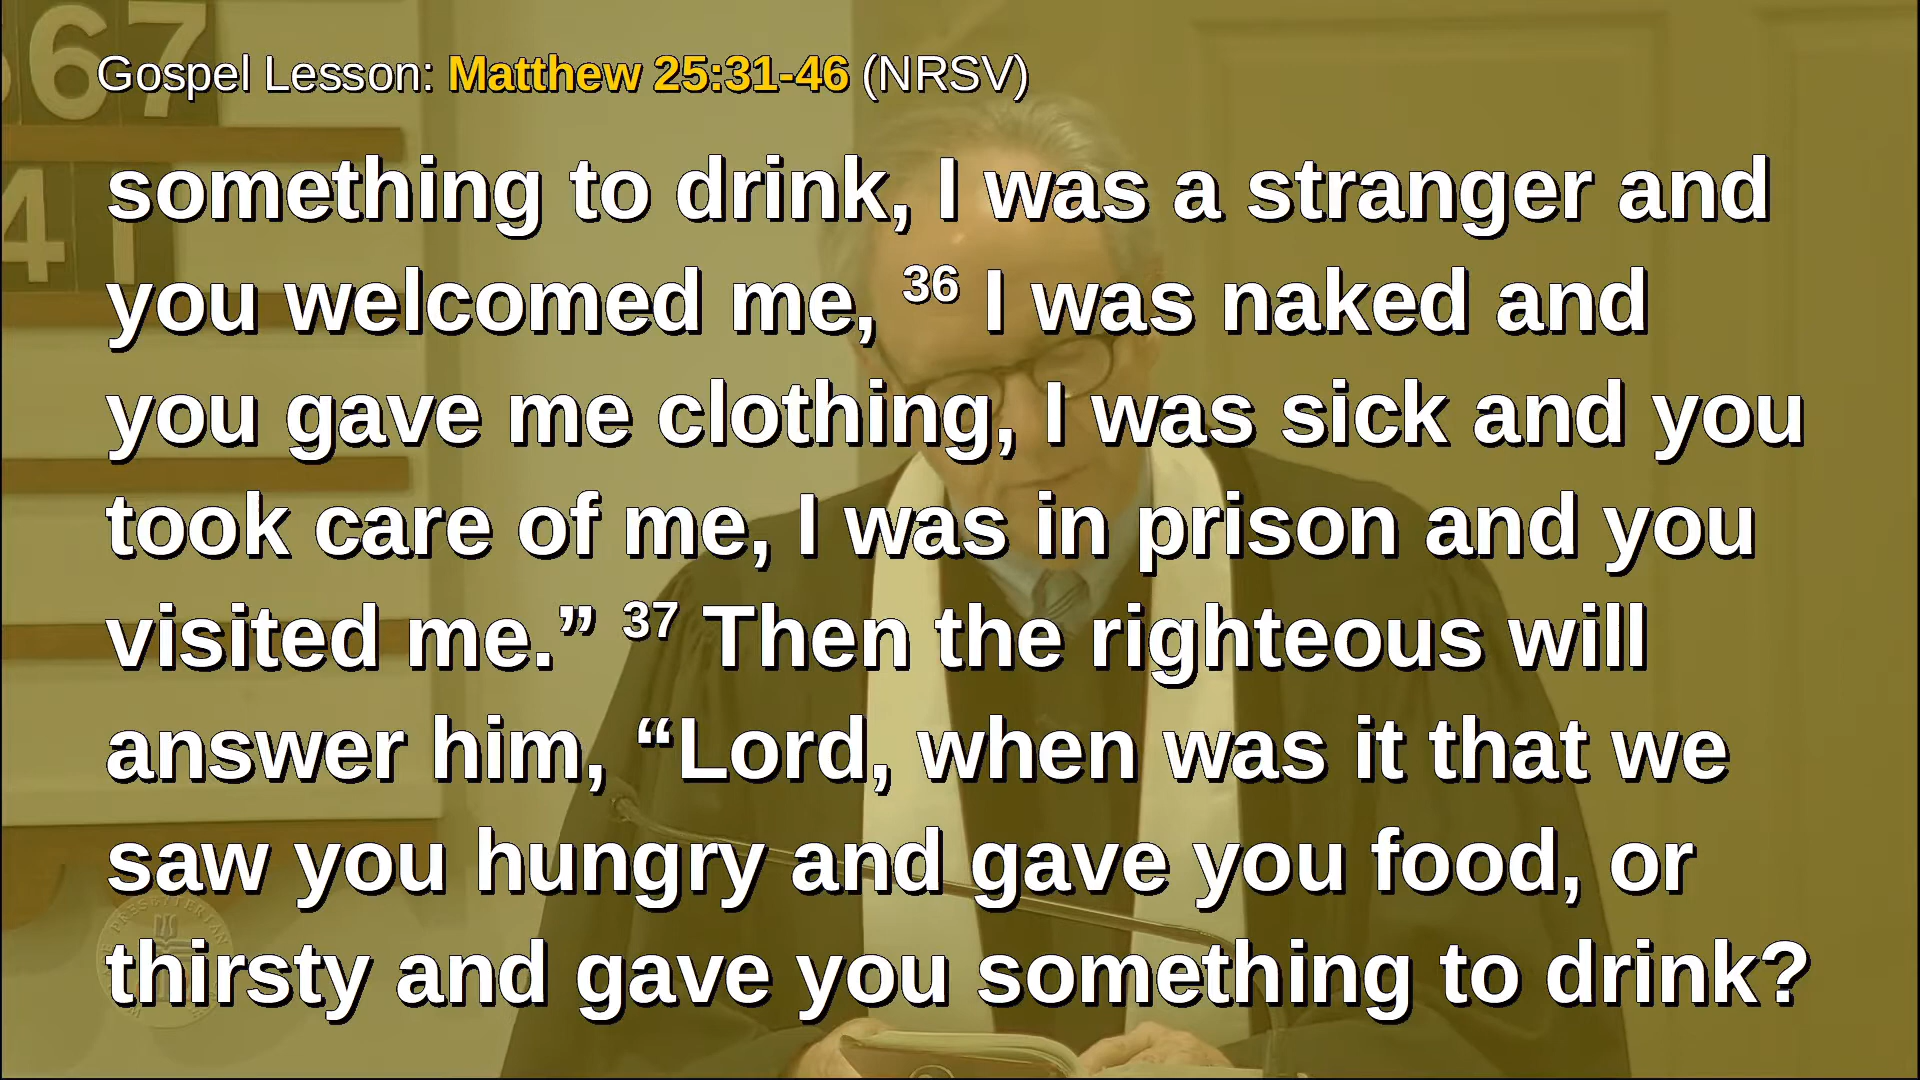 67
Gospel Lesson: Matthew 25:31-46 (NRSV)
41
something to drink, I was a stranger and
you welcomed me, 36 I was naked and
you gave me clothing, I was sick and you
took care of me, I was in prison and you
visited me.” 37 Then the righteous will
answer him, “Lord, when was it that we
saw you hungry and gave you food, or
thirsty and gave you something to drink?
PRESBYTERIAN